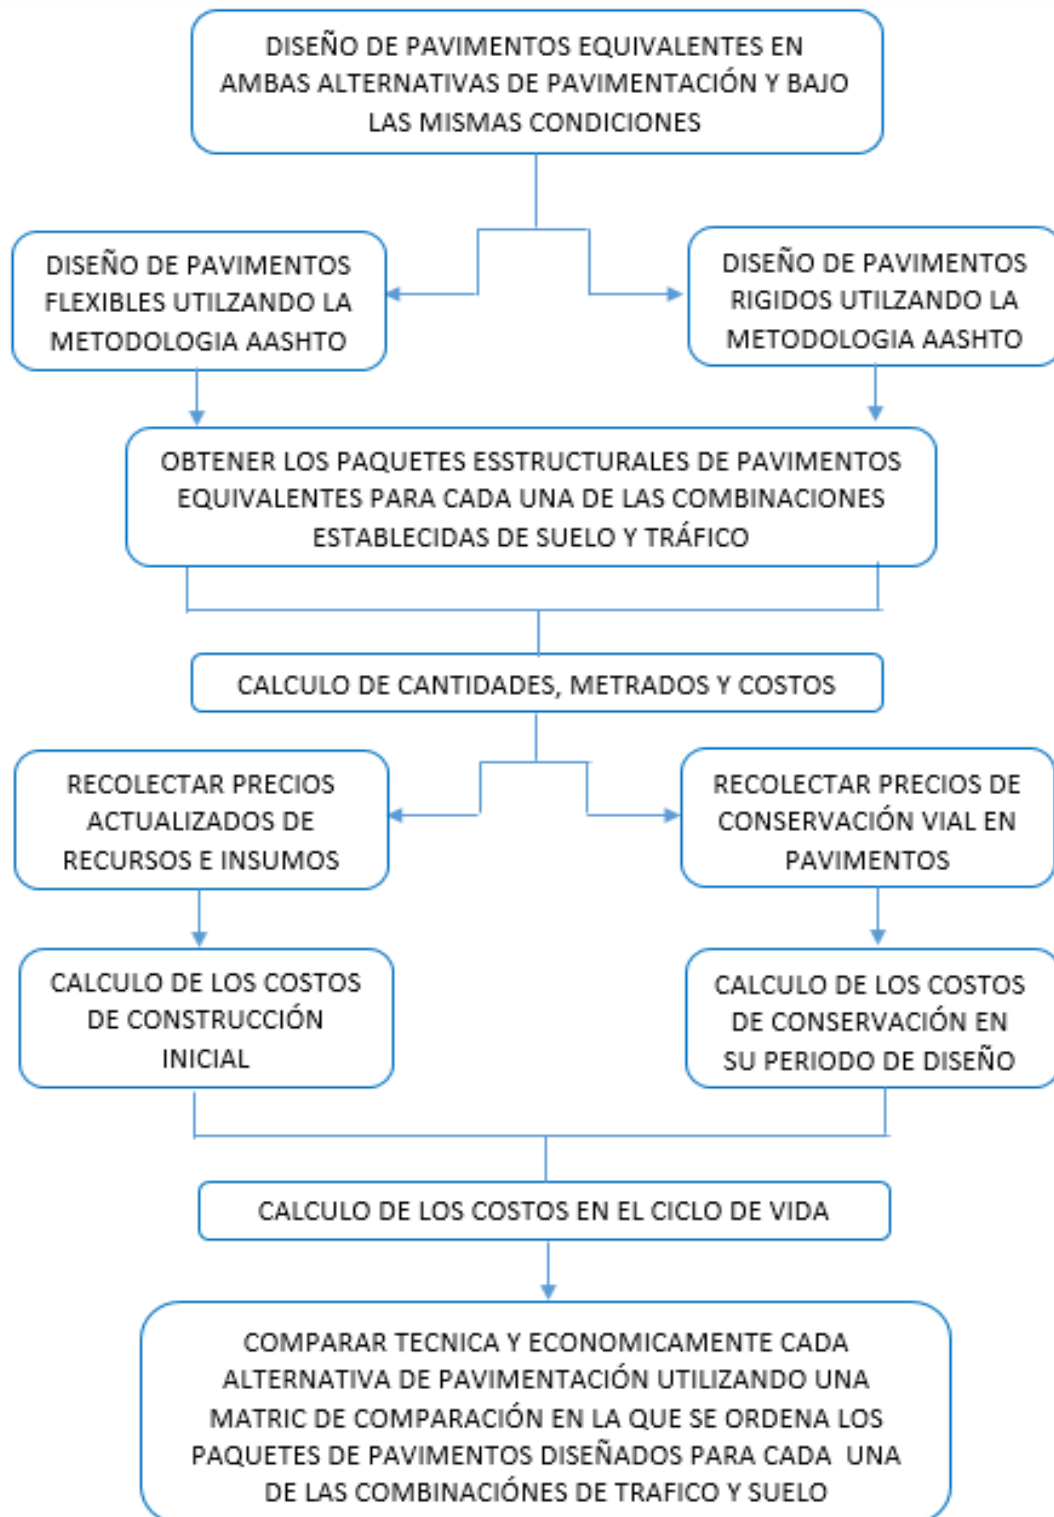 DISEÑO DE PAVIMENTOS EQUIVALENTES EN
AMBAS ALTERNATIVAS DE PAVIMENTACIÓN Y BAJO
LAS MISMAS CONDICIONES
DISEÑO DE PAVIMENTOS
FLEXIBLES UTILZANDO LA
METODOLOGIA AASHTO
DISEÑO DE PAVIMENTOS
RIGIDOS UTILZANDO LA
METODOLOGIA AASHTO
OBTENER LOS PAQUETES ESSTRUCTURALES DE PAVIMENTOS
EQUIVALENTES PARA CADA UNA DE LAS COMBINACIONES
ESTABLECIDAS DE SUELO Y TRÁFICO
CALCULO DE CANTIDADES, METRADOS Y COSTOS
RECOLECTAR PRECIOS
ACTUALIZADOS DE
RECURSOS E INSUMOS
RECOLECTAR PRECIOS DE
CONSERVACIÓN VIAL EN
PAVIMENTOS
CALCULO DE LOS COSTOS
DE CONSTRUCCIÓN
INICIAL
CALCULO DE LOS COSTOS
DE CONSERVACIÓN EN
SU PERIODO DE DISEÑO
CALCULO DE LOS COSTOS EN EL CICLO DE VIDA
COMPARAR TECNICA Y ECONOMICAMENTE CADA
ALTERNATIVA DE PAVIMENTACIÓN UTILIZANDO UNA
MATRIC DE COMPARACIÓN EN LA QUE SE ORDENA LOS
PAQUETES DE PAVIMENTOS DISEÑADOS PARA CADA UNA
DE LAS COMBINACIÓNES DE TRAFICO Y SUELO